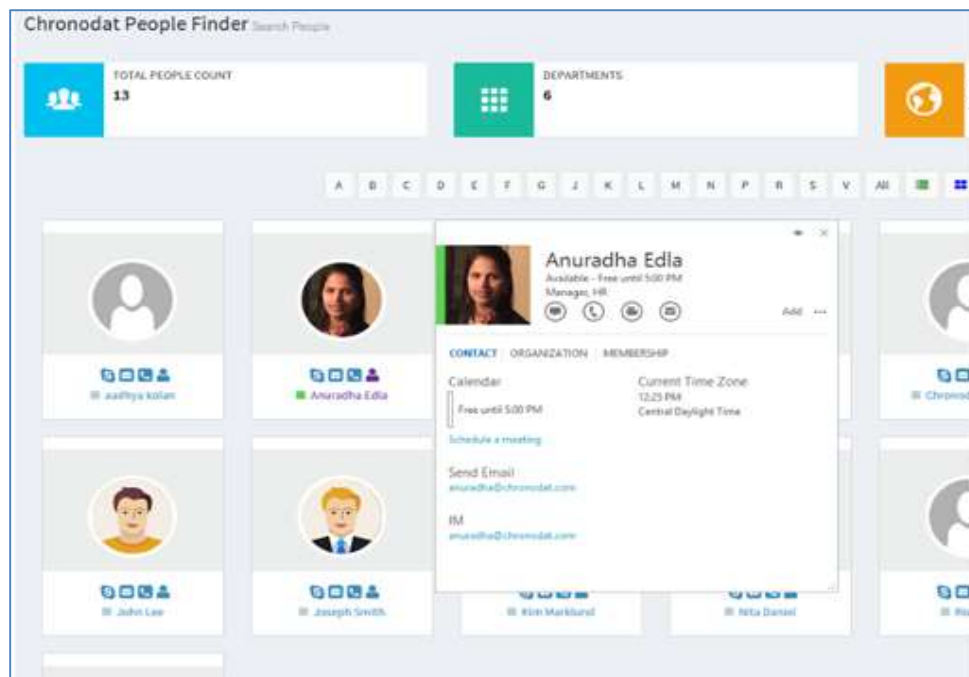 Chronodat People Finder Search People
TOTAL PEOPLE COUNT
13
DEPARTMENTS
6
A B C D E F G J K L M N P R S V All
Anuradha Edla
Available - Free until 5:00 PM
Manager, HR
Add ...
CONTACT ORGANIZATION MEMBERSHIP
Calendar
Free until 5:00 PM
Schedule a meeting
Current Time Zone
12:25 PM
Central Daylight Time
Send Email
anuradha@chronodat.com
IM
anuradha@chronodat.com
aadhya kolan
Anuradha Edla
Chronod
John Lee
Joseph Smith
Kim Marklund
Nita Daniel